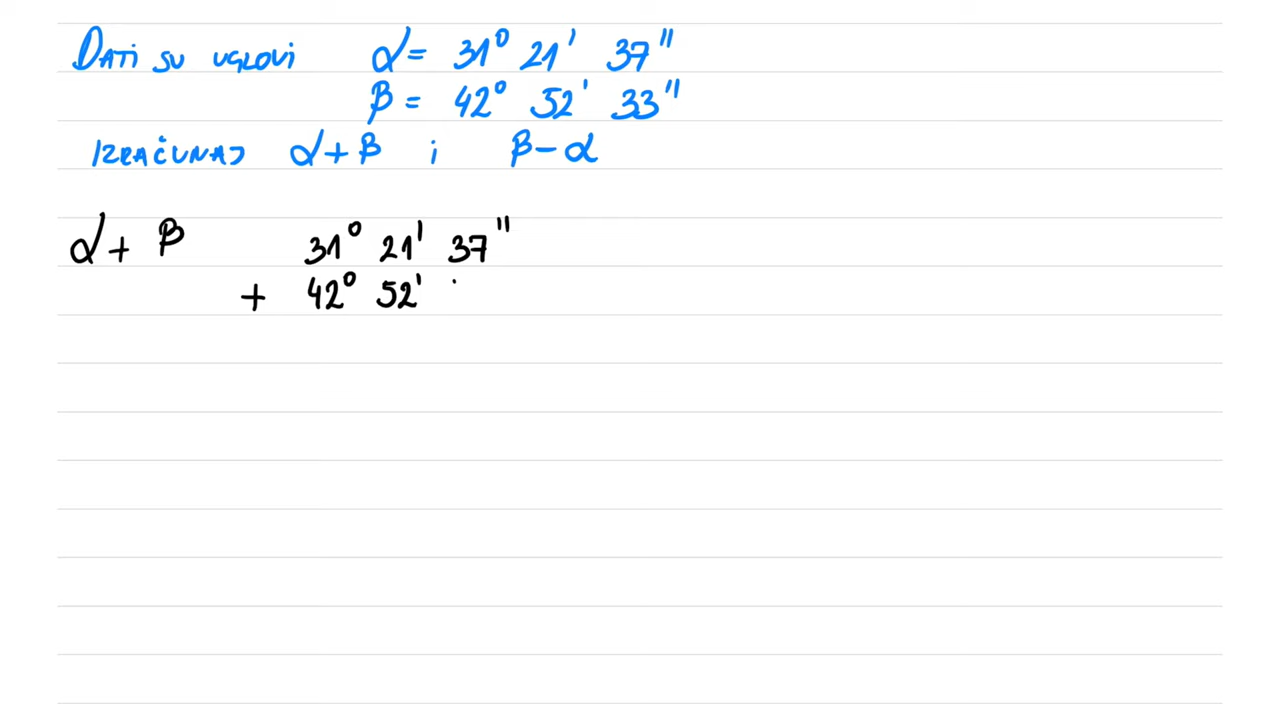 Dati su uglovi α = 31° 21' 37''
β = 42° 52' 33''
Izračunaj α + β i β - α
α + β 31° 21' 37''
+ 42° 52'